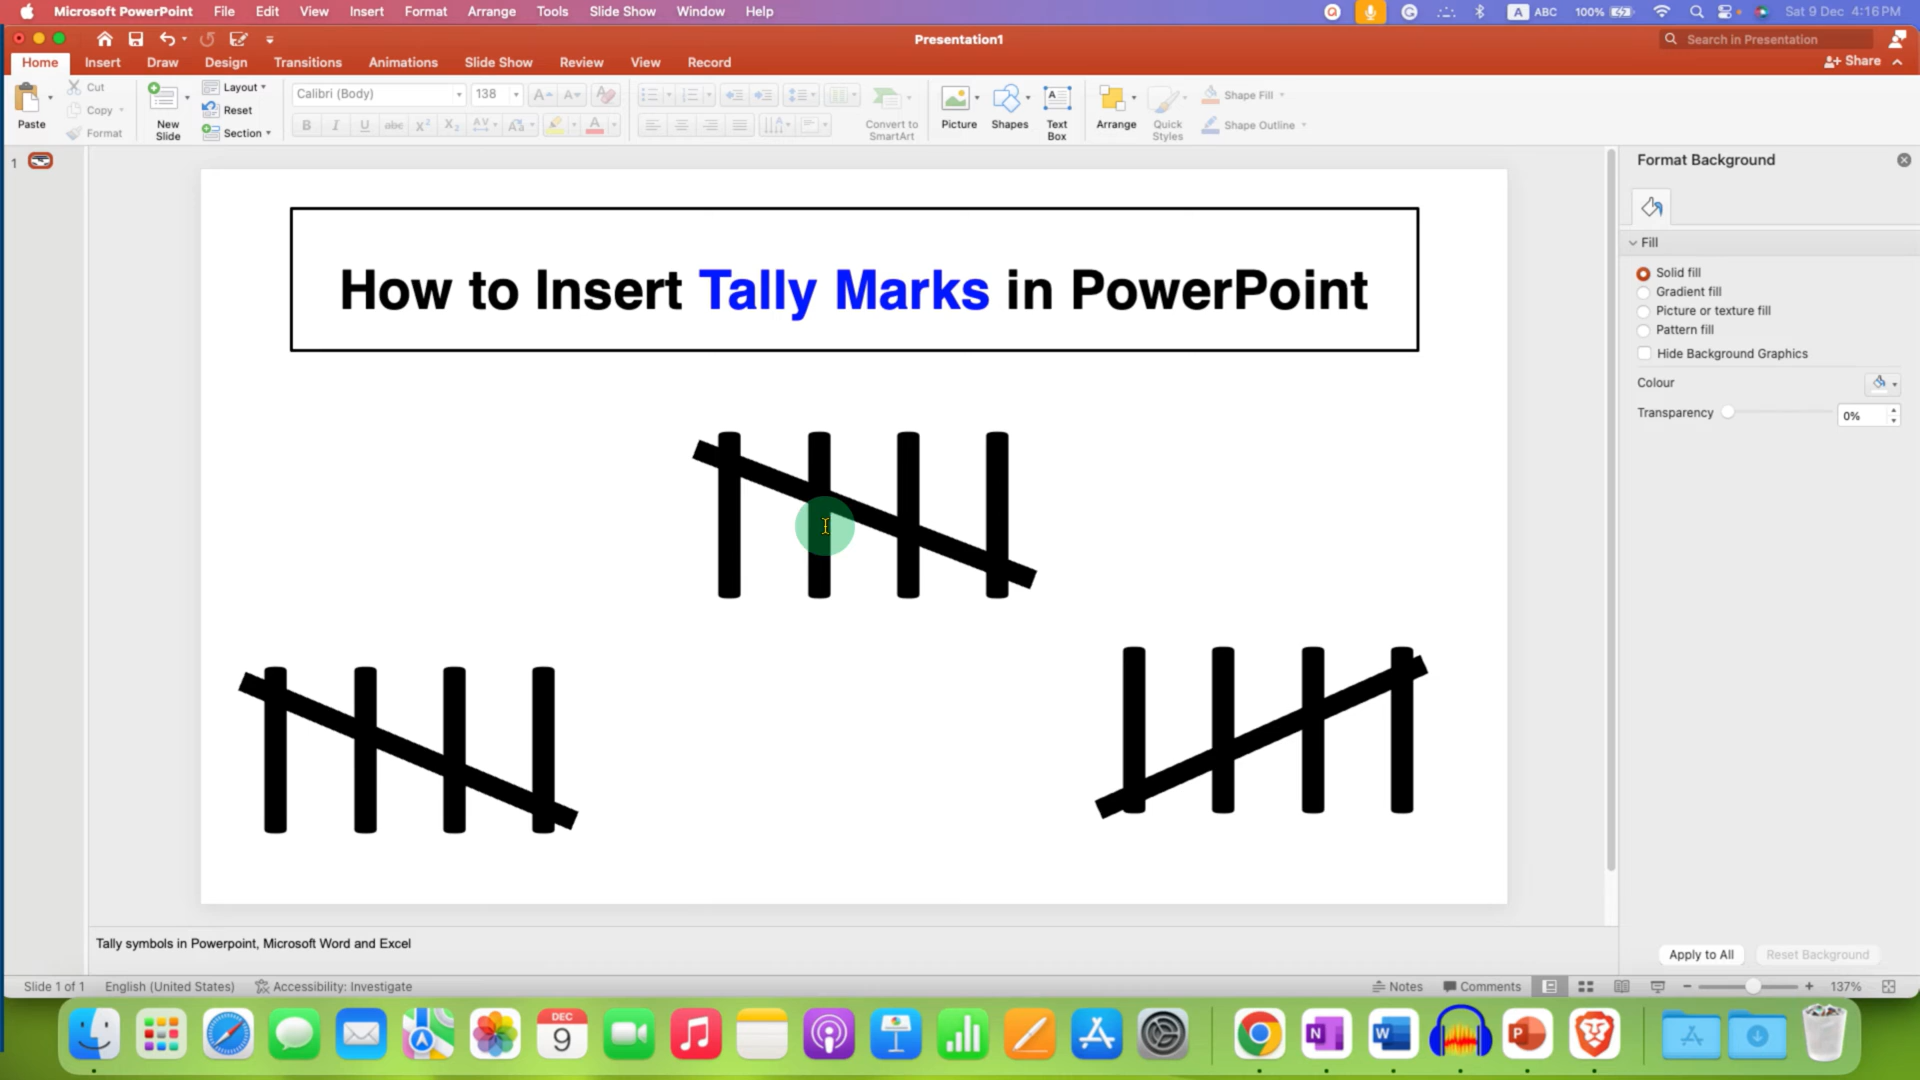 Microsoft PowerPoint File Edit View Insert Format Arrange Tools Slide Show Window Help
A ABC 100% Sat 9 Dec 4:16 PM
Presentation1
Search in Presentation
Home Insert Draw Design Transitions Animations Slide Show Review View Record
Share
Paste
Cut
Copy
Format
New Slide
Layout
Reset
Section
Calibri (Body) 138
B I U abc X² X₂ AV Aa A
Convert to SmartArt
Picture
Shapes
Text Box
Arrange
Quick Styles
Shape Fill
Shape Outline
1
How to Insert Tally Marks in PowerPoint
Format Background
Fill
Solid fill
Gradient fill
Picture or texture fill
Pattern fill
Hide Background Graphics
Colour
Transparency 0%
Apply to All Reset Background
Tally symbols in Powerpoint, Microsoft Word and Excel
Slide 1 of 1 English (United States) Accessibility: Investigate Notes Comments 137%
DEC
9
N
W
P